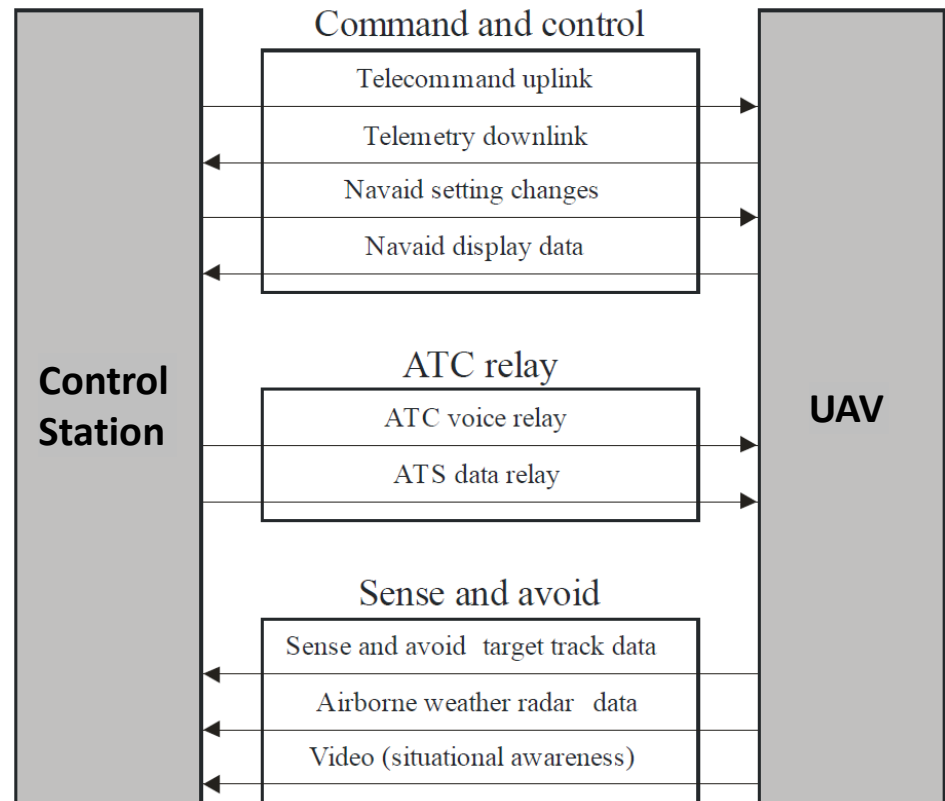 Command and control
Telecommand uplink
Telemetry downlink
Navaid setting changes
Navaid display data
ATC relay
Control
Station
ATC voice relay
UAV
ATS data relay
Sense and avoid
Sense and avoid target track data
Airborne weather radar data
Video (situational awareness)